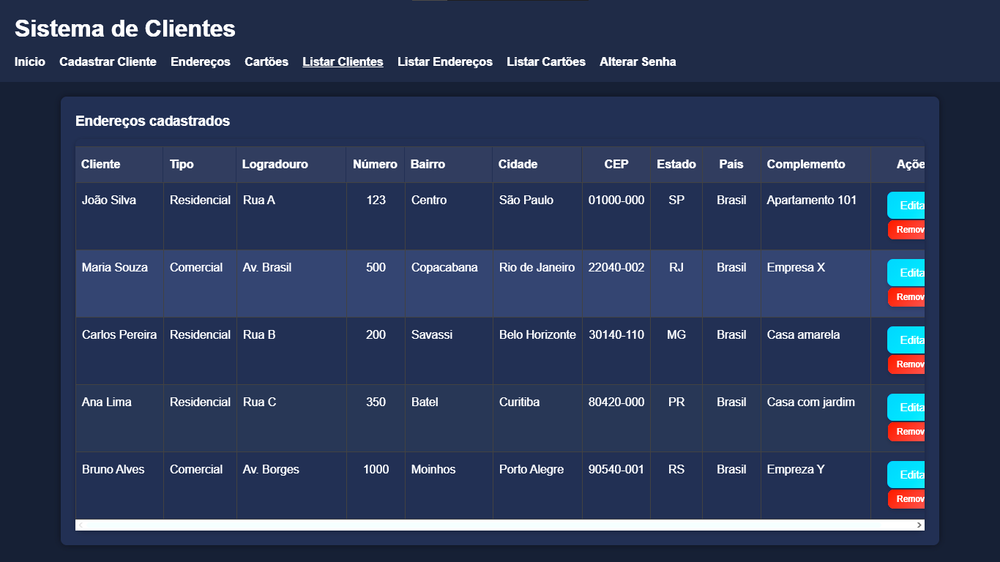 Sistema de Clientes
Início Cadastrar Cliente Endereços Cartões Listar Clientes Listar Endereços Listar Cartões Alterar Senha
Endereços cadastrados
Cliente Tipo Logradouro Número Bairro Cidade CEP Estado País Complemento Açõe
João Silva Residencial Rua A 123 Centro São Paulo 01000-000 SP Brasil Apartamento 101 Edita
Remov
Maria Souza Comercial Av. Brasil 500 Copacabana Rio de Janeiro 22040-002 RJ Brasil Empresa X Edita
Remov
Carlos Pereira Residencial Rua B 200 Savassi Belo Horizonte 30140-110 MG Brasil Casa amarela Edita
Remov
Ana Lima Residencial Rua C 350 Batel Curitiba 80420-000 PR Brasil Casa com jardim Edita
Remov
Bruno Alves Comercial Av. Borges 1000 Moinhos Porto Alegre 90540-001 RS Brasil Empreza Y Edita
Remov